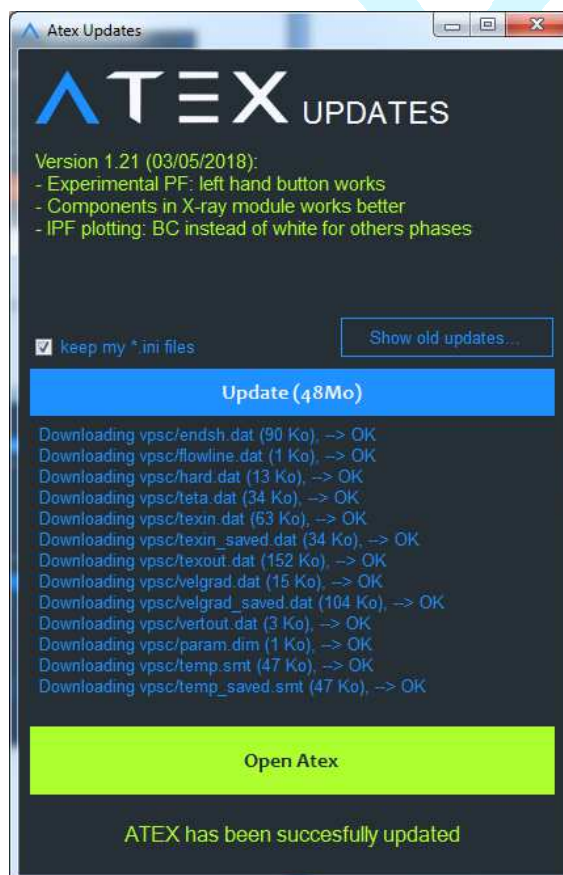 Atex Updates
ATEX UPDATES
Version 1.21 (03/05/2018):
- Experimental PF: left hand button works
- Components in X-ray module works better
- IPF plotting: BC instead of white for others phases
keep my *.ini files
Show old updates...
Update (48Mo)
Downloading vpsc/endsh.dat (90 Ko), --> OK
Downloading vpsc/flowline.dat (1 Ko), --> OK
Downloading vpsc/hard.dat (13 Ko), --> OK
Downloading vpsc/teta.dat (34 Ko), --> OK
Downloading vpsc/texin.dat (63 Ko), --> OK
Downloading vpsc/texin_saved.dat (34 Ko), --> OK
Downloading vpsc/texout.dat (152 Ko), --> OK
Downloading vpsc/velgrad.dat (15 Ko), --> OK
Downloading vpsc/velgrad_saved.dat (104 Ko), --> OK
Downloading vpsc/vertout.dat (3 Ko), --> OK
Downloading vpsc/param.dim (1 Ko), --> OK
Downloading vpsc/temp.smt (47 Ko), --> OK
Downloading vpsc/temp_saved.smt (47 Ko), --> OK
Open Atex
ATEX has been succesfully updated